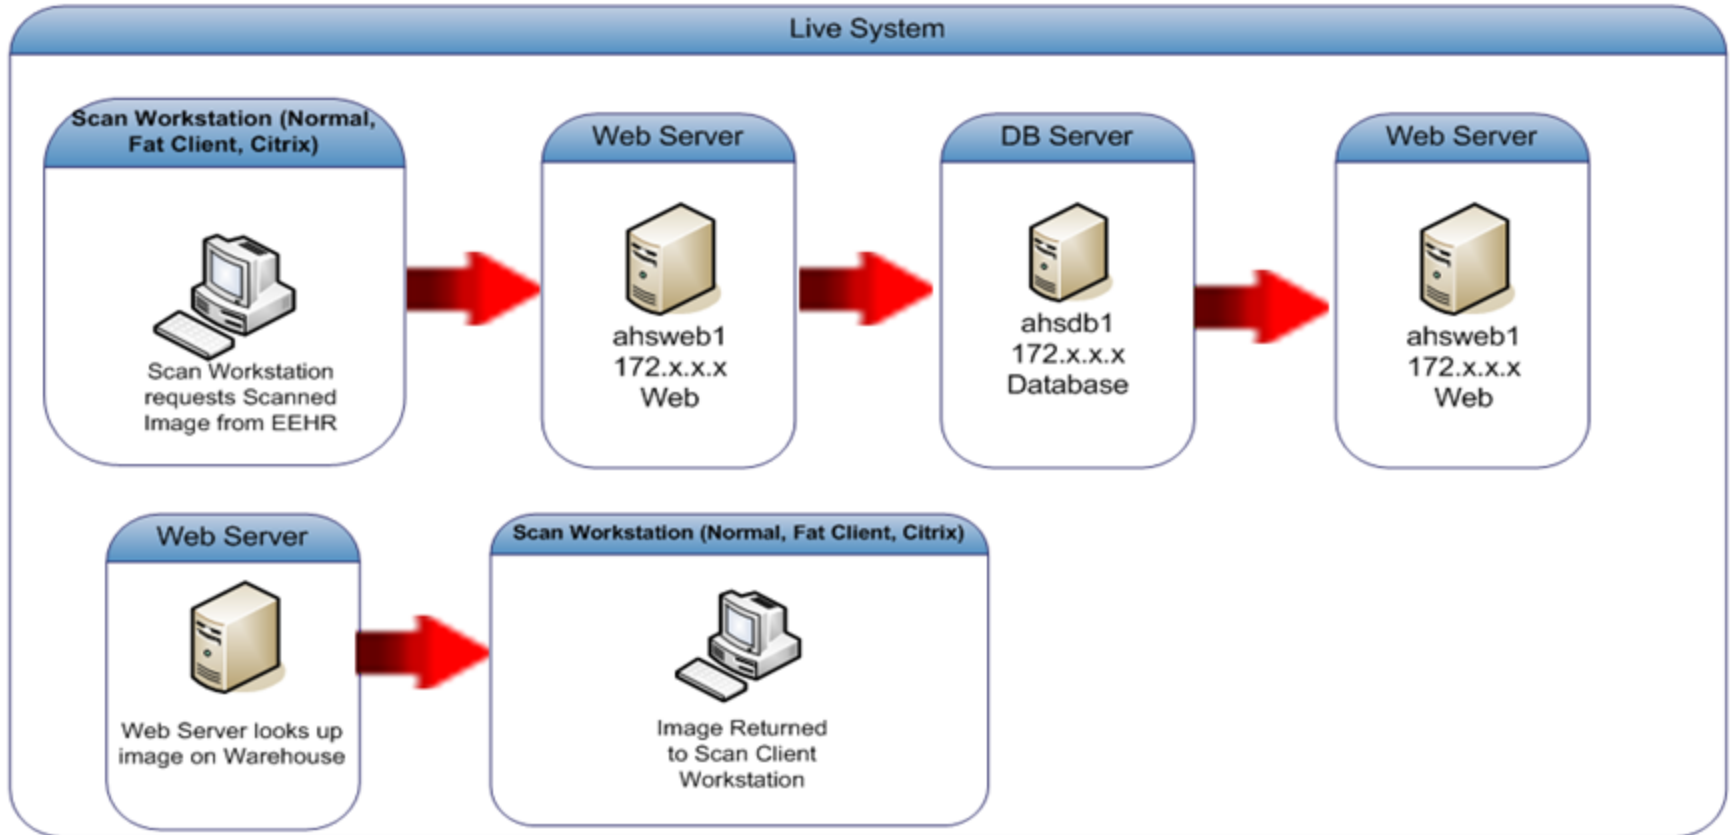 Live System
Scan Workstation (Normal,
Fat Client, Citrix)
Scan Workstation
requests Scanned
Image from EEHR
Web Server
ahsweb1
172.x.x.x
Web
DB Server
ahsdb1
172.x.x.x
Database
Web Server
ahsweb1
172.x.x.x
Web
Web Server
Web Server looks up
image on Warehouse
Scan Workstation (Normal, Fat Client, Citrix)
Image Returned
to Scan Client
Workstation